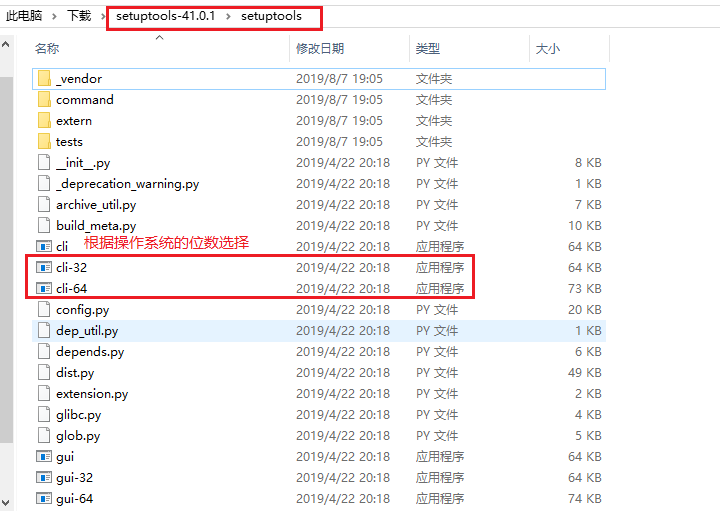 此电脑 > 下载 > setuptools-41.0.1 > setuptools
名称 修改日期 类型 大小
_vendor 2019/8/7 19:05 文件夹
command 2019/8/7 19:05 文件夹
extern 2019/8/7 19:05 文件夹
tests 2019/8/7 19:05 文件夹
__init__.py 2019/4/22 20:18 PY 文件 8 KB
_deprecation_warning.py 2019/4/22 20:18 PY 文件 1 KB
archive_util.py 2019/4/22 20:18 PY 文件 7 KB
build_meta.py 2019/4/22 20:18 PY 文件 10 KB
根据操作系统的位数选择
cli 2019/4/22 20:18 应用程序 64 KB
cli-32 2019/4/22 20:18 应用程序 64 KB
cli-64 2019/4/22 20:18 应用程序 73 KB
config.py 2019/4/22 20:18 PY 文件 20 KB
dep_util.py 2019/4/22 20:18 PY 文件 1 KB
depends.py 2019/4/22 20:18 PY 文件 6 KB
dist.py 2019/4/22 20:18 PY 文件 49 KB
extension.py 2019/4/22 20:18 PY 文件 2 KB
glibc.py 2019/4/22 20:18 PY 文件 4 KB
glob.py 2019/4/22 20:18 PY 文件 5 KB
gui 2019/4/22 20:18 应用程序 64 KB
gui-32 2019/4/22 20:18 应用程序 64 KB
gui-64 2019/4/22 20:18 应用程序 74 KB